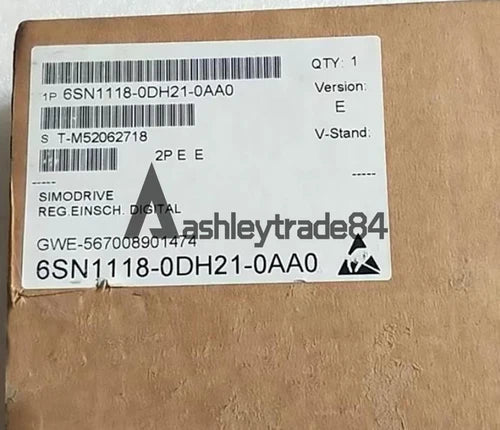 QTY: 1
1P 6SN1118-0DH21-0AA0
Version:
E
S T-M52062718
V-Stand:
2P E E
SIMODRIVE
REG.EINSCH. DIGITAL
ashleytrade84
GWE-567008901474
6SN1118-0DH21-0AA0